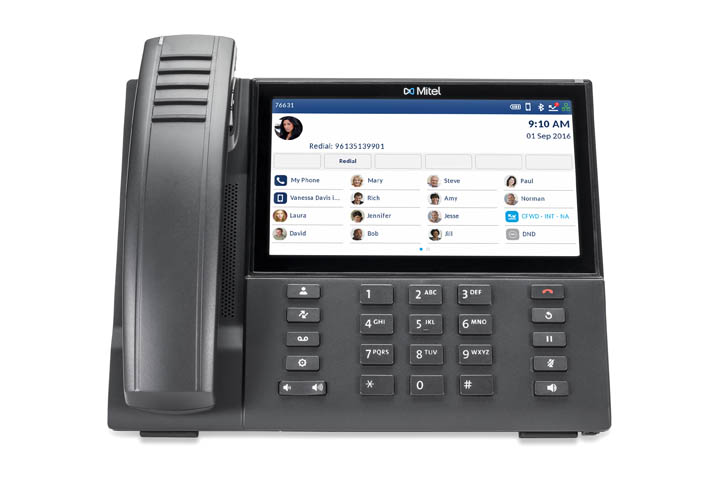 Mitel
76631
9:10 AM
01 Sep 2016
Redial: 96135139901
Redial
My Phone Mary Steve Paul
Vanessa Davis i... Rich Amy Norman
Laura Jennifer Jesse CFWD - INT - NA
David Bob Jill DND
1 2 ABC 3 DEF
4 GHI 5 JKL 6 MNO
7 PQRS 8 TUV 9 WXYZ
* 0 #